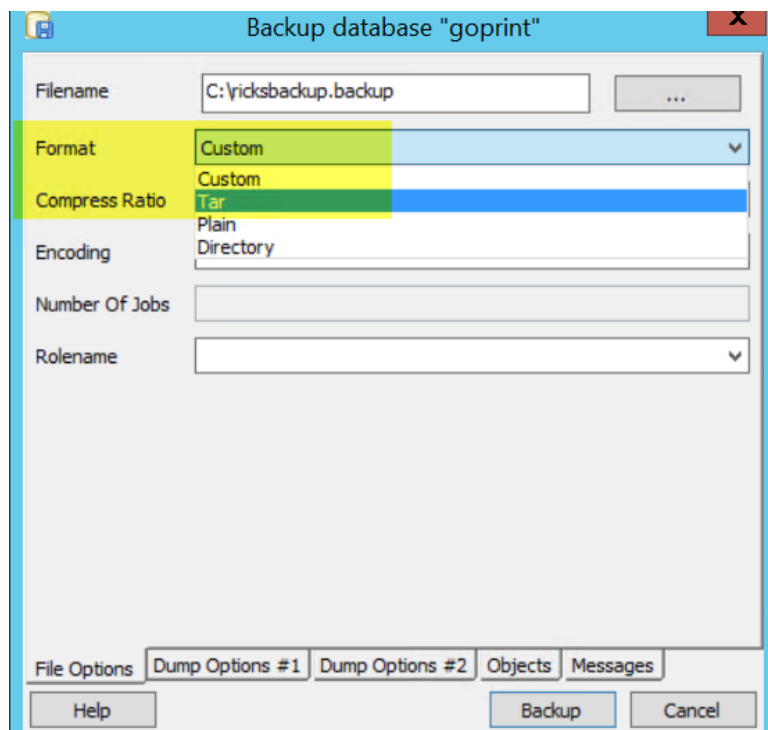 Backup database "goprint"
X
Filename C:\ricksbackup.backup ...
Format Custom
Custom
Compress Ratio Tar
Plain
Encoding Directory
Number Of Jobs
Rolename
File Options Dump Options #1 Dump Options #2 Objects Messages
Help Backup Cancel